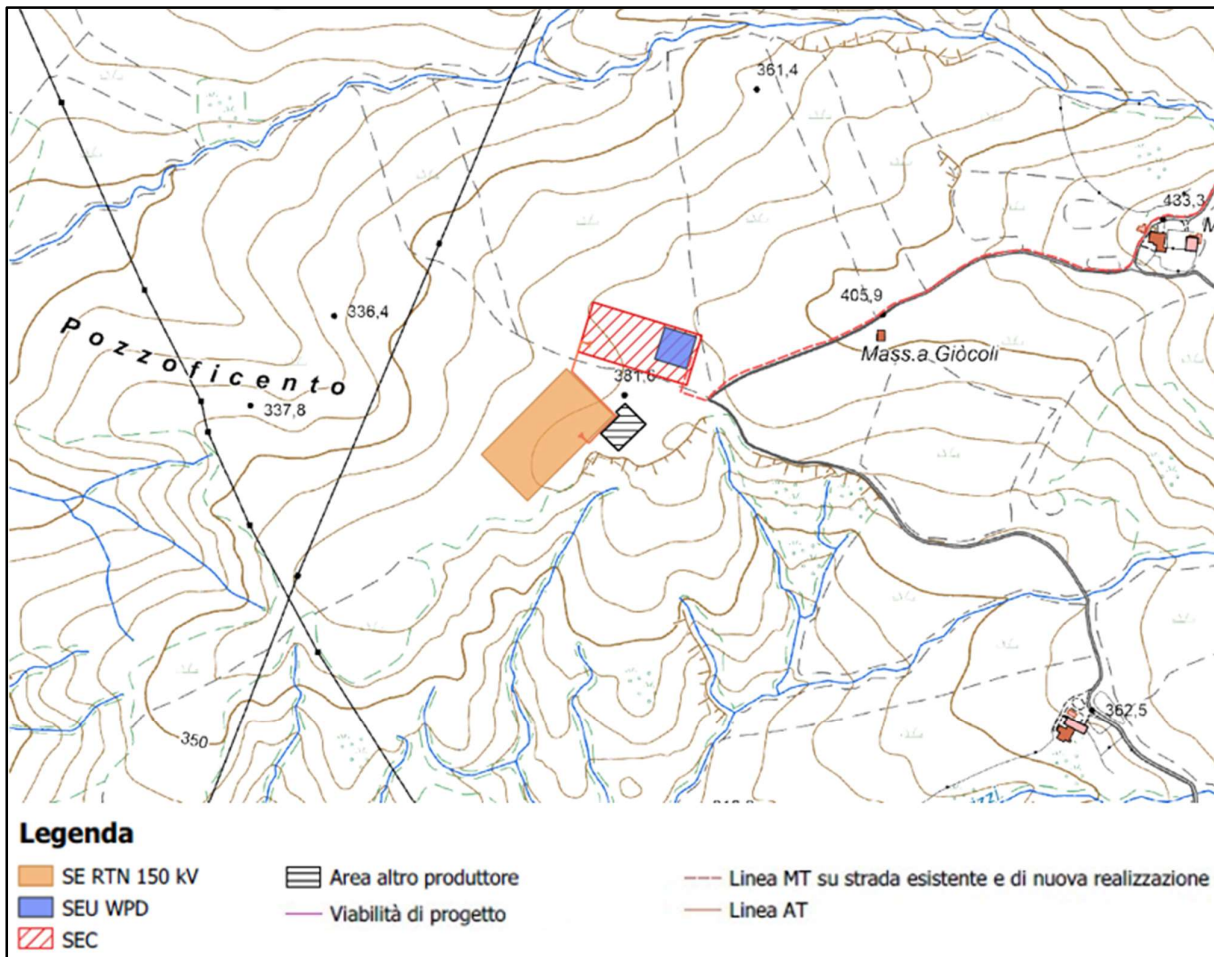 361,4
433,3
M
405,9
336,4
Mass.a Giòcoli
Pozzoficento
337,8
362,5
350
Legenda
SE RTN 150 kV
SEU WPD
SEC
Area altro produttore
Viabilità di progetto
Linea MT su strada esistente e di nuova realizzazione
Linea AT